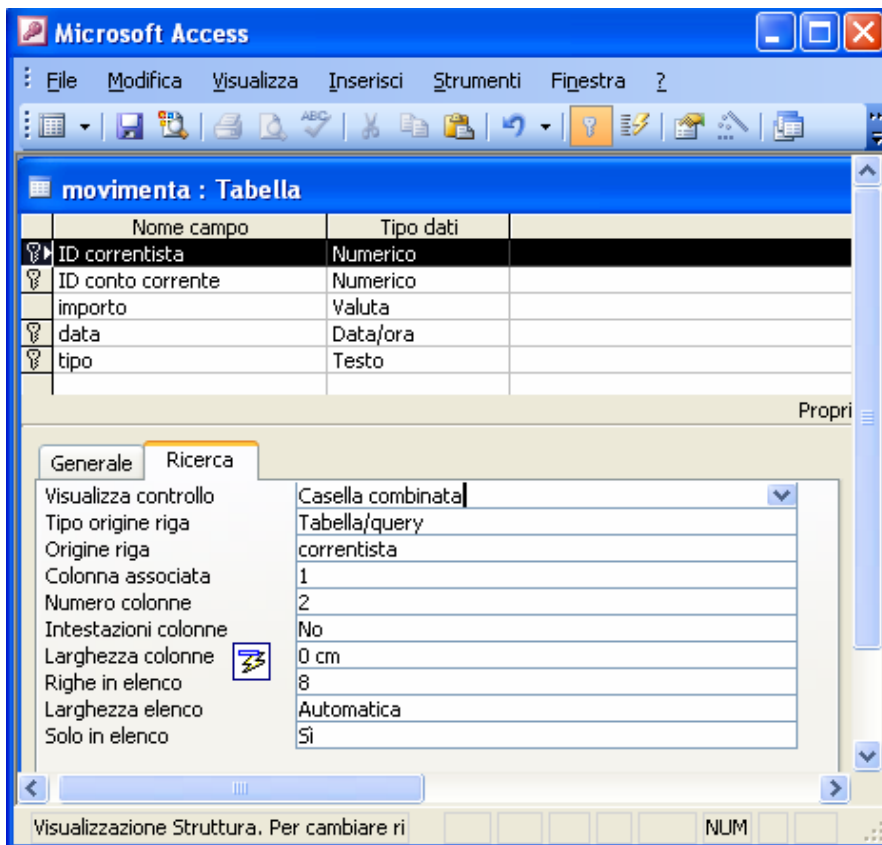 Microsoft Access
File Modifica Visualizza Inserisci Strumenti Finestra ?
ABC
movimenta : Tabella
Nome campo Tipo dati
ID correntista Numerico
ID conto corrente Numerico
importo Valuta
data Data/ora
tipo Testo
Propri
Generale Ricerca
Visualizza controllo Casella combinata
Tipo origine riga Tabella/query
Origine riga correntista
Colonna associata 1
Numero colonne 2
Intestazioni colonne No
Larghezza colonne 0 cm
Righe in elenco 8
Larghezza elenco Automatica
Solo in elenco Sì
Visualizzazione Struttura. Per cambiare ri NUM